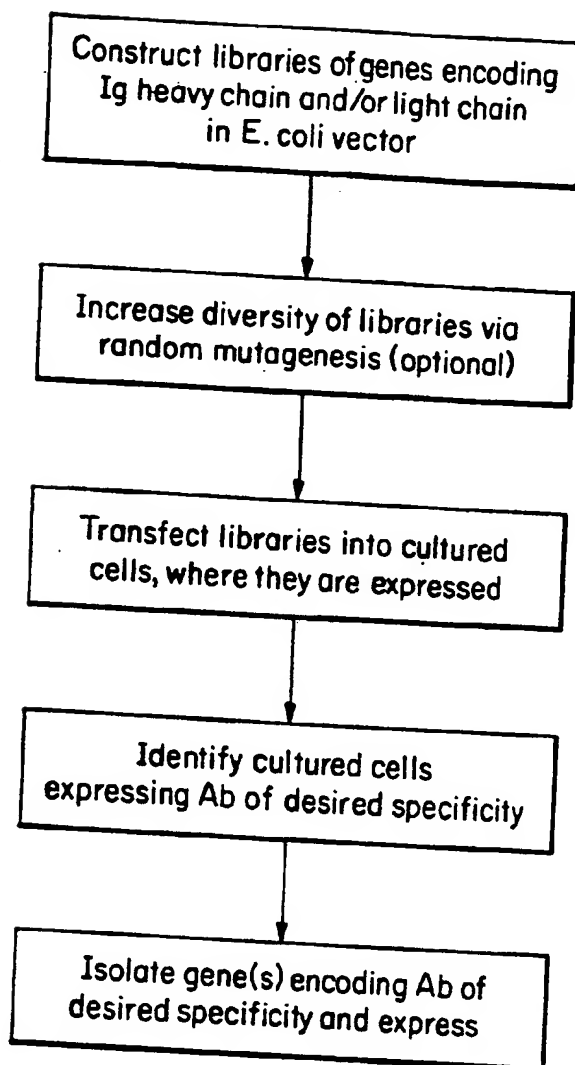 Construct libraries of genes encoding
Ig heavy chain and/or light chain
in E. coli vector
Increase diversity of libraries via
random mutagenesis (optional)
Transfect libraries into cultured
cells, where they are expressed
Identify cultured cells
expressing Ab of desired specificity
Isolate gene(s) encoding Ab of
desired specificity and express